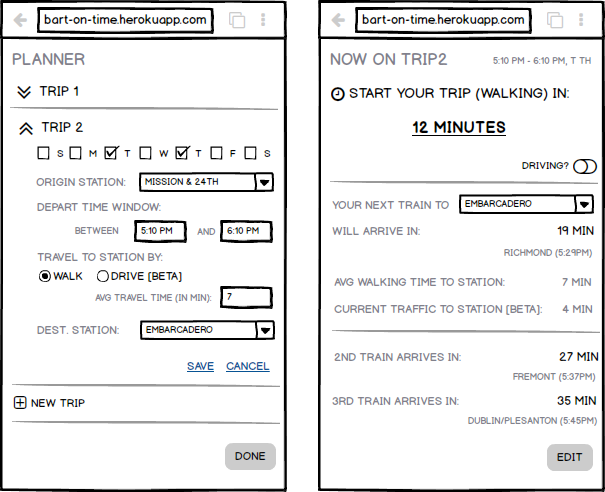 bart-on-time.herokuapp.com
PLANNER
TRIP 1
TRIP 2
S M T W T F S
ORIGIN STATION: MISSION & 24TH
DEPART TIME WINDOW:
BETWEEN 5:10 PM AND 6:10 PM
TRAVEL TO STATION BY:
WALK DRIVE [BETA]
AVG TRAVEL TIME (IN MIN): 7
DEST. STATION: EMBARCADERO
SAVE CANCEL
NEW TRIP
DONE
bart-on-time.herokuapp.com
NOW ON TRIP2 5:10 PM - 6:10 PM, T TH
START YOUR TRIP (WALKING) IN:
12 MINUTES
DRIVING?
YOUR NEXT TRAIN TO EMBARCADERO
WILL ARRIVE IN: 19 MIN
RICHMOND (5:29PM)
AVG WALKING TIME TO STATION: 7 MIN
CURRENT TRAFFIC TO STATION [BETA]: 4 MIN
2ND TRAIN ARRIVES IN: 27 MIN
FREMONT (5:37PM)
3RD TRAIN ARRIVES IN: 35 MIN
DUBLIN/PLESANTON (5:45PM)
EDIT